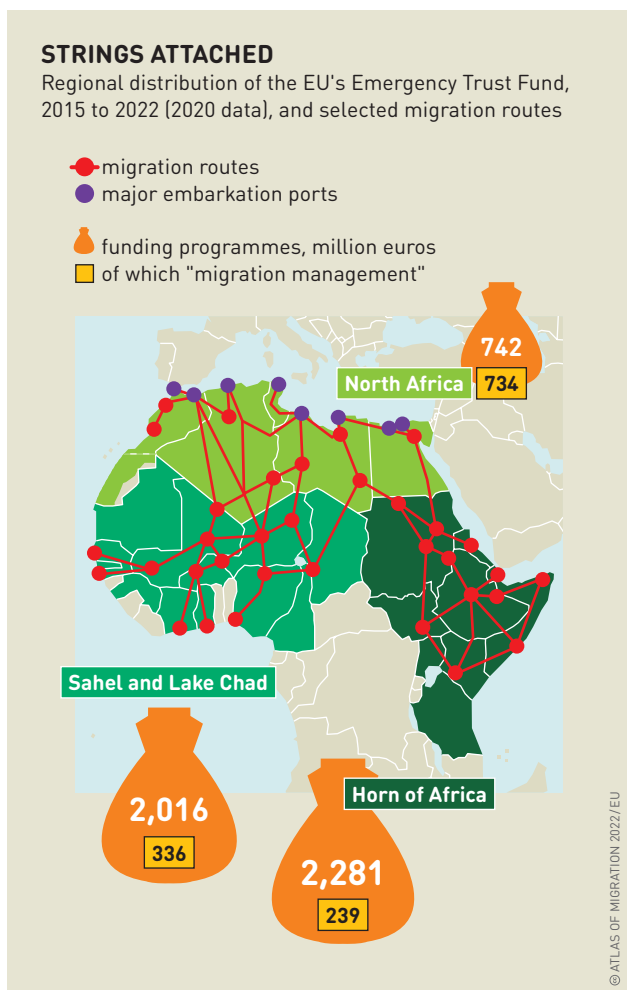 STRINGS ATTACHED
Regional distribution of the EU's Emergency Trust Fund,
2015 to 2022 (2020 data), and selected migration routes
migration routes
major embarkation ports
funding programmes, million euros
of which "migration management"
742
North Africa
734
Sahel and Lake Chad
2,016
336
Horn of Africa
2,281
239
© ATLAS OF MIGRATION 2022/EU